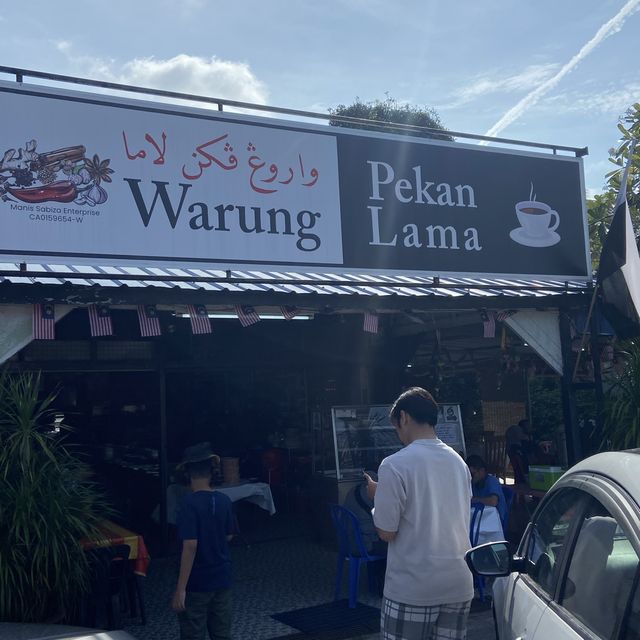 واروڠ ڤكن لاما
Warung
Manis Sabiza Enterprise
CA0159654-W
Pekan
Lama